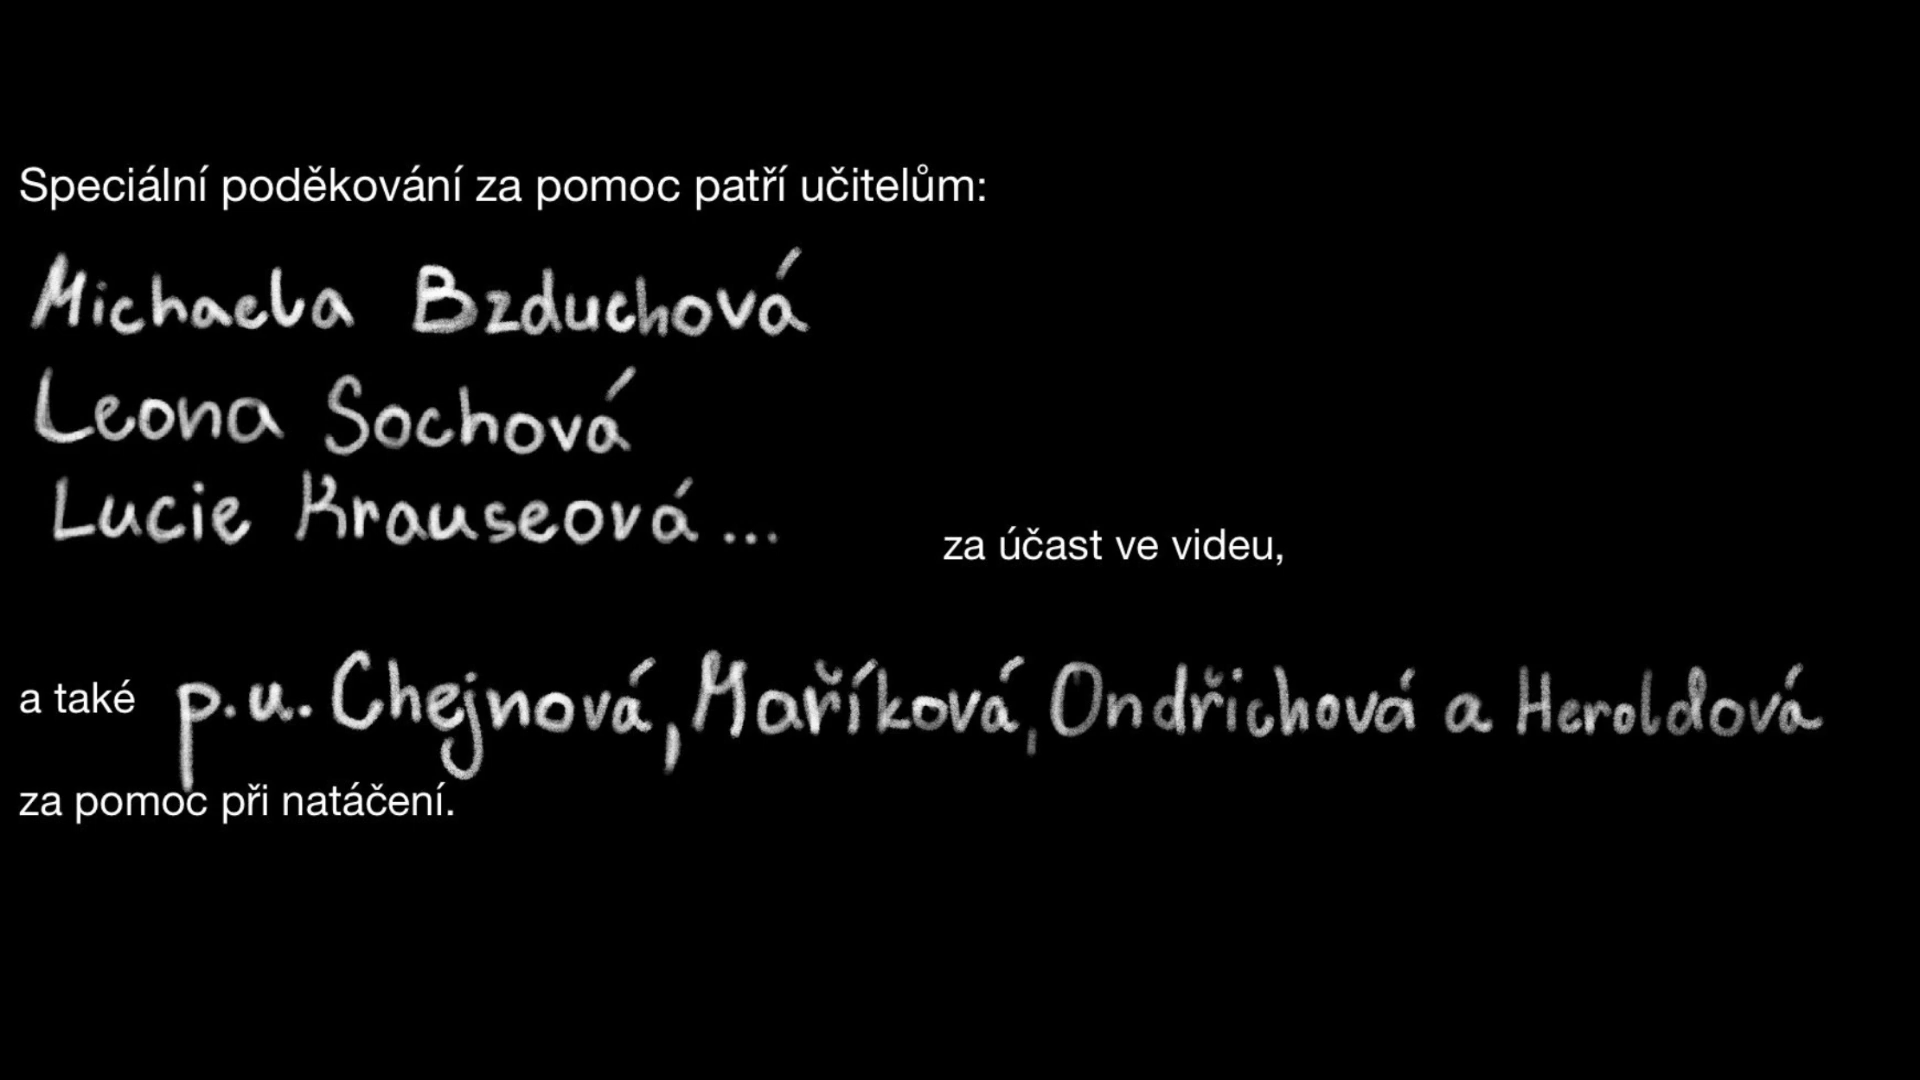 Speciální poděkování za pomoc patří učitelům:
Michaela Bzduchová
Leona Sochová
Lucie Krauseová...
za účast ve videu,
a také p.u. Chejnová, Maříková, Ondřichová a Heroldová
za pomoc při natáčení.